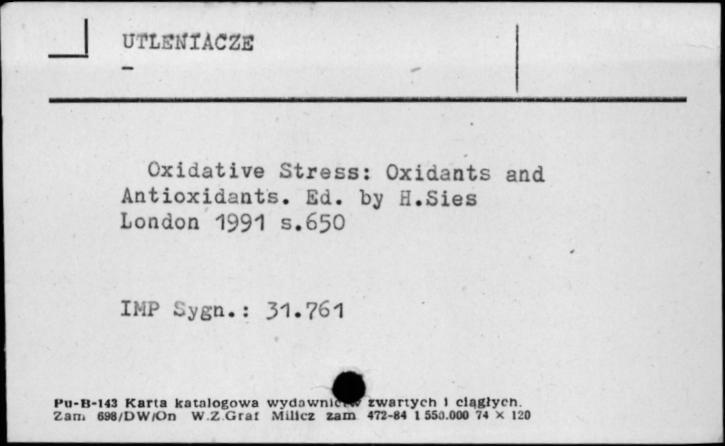 UTLENIACZE
–
Oxidative Stress: Oxidants and
Antioxidants. Ed. by H.Sies
London 1991 s.650
IMP Sygn.: 31.761
Pu-B-143 Karta katalogowa zwartych i ciągłych.
Zam 698/DW/On W.Z.Graf Milicz zam 472-84 1 550.000 74 × 120